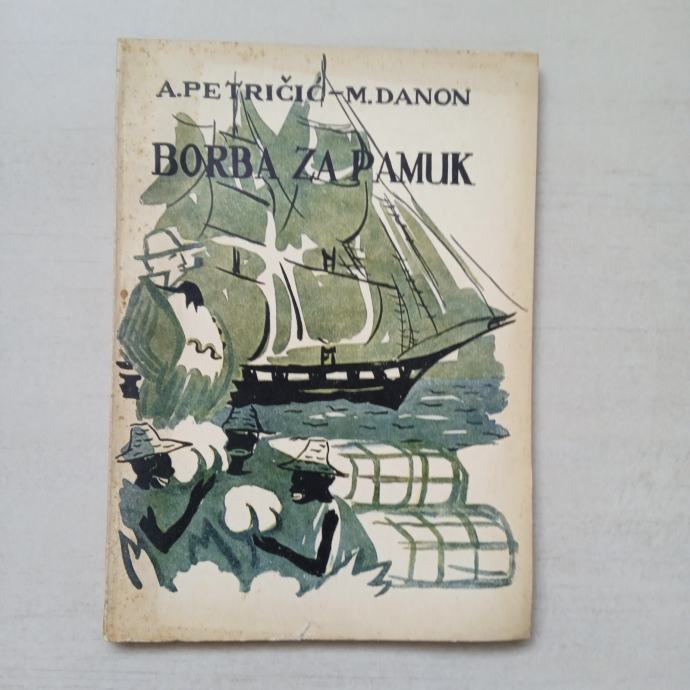 A. PETRIČIĆ - M. DANON
BORBA ZA PAMUK